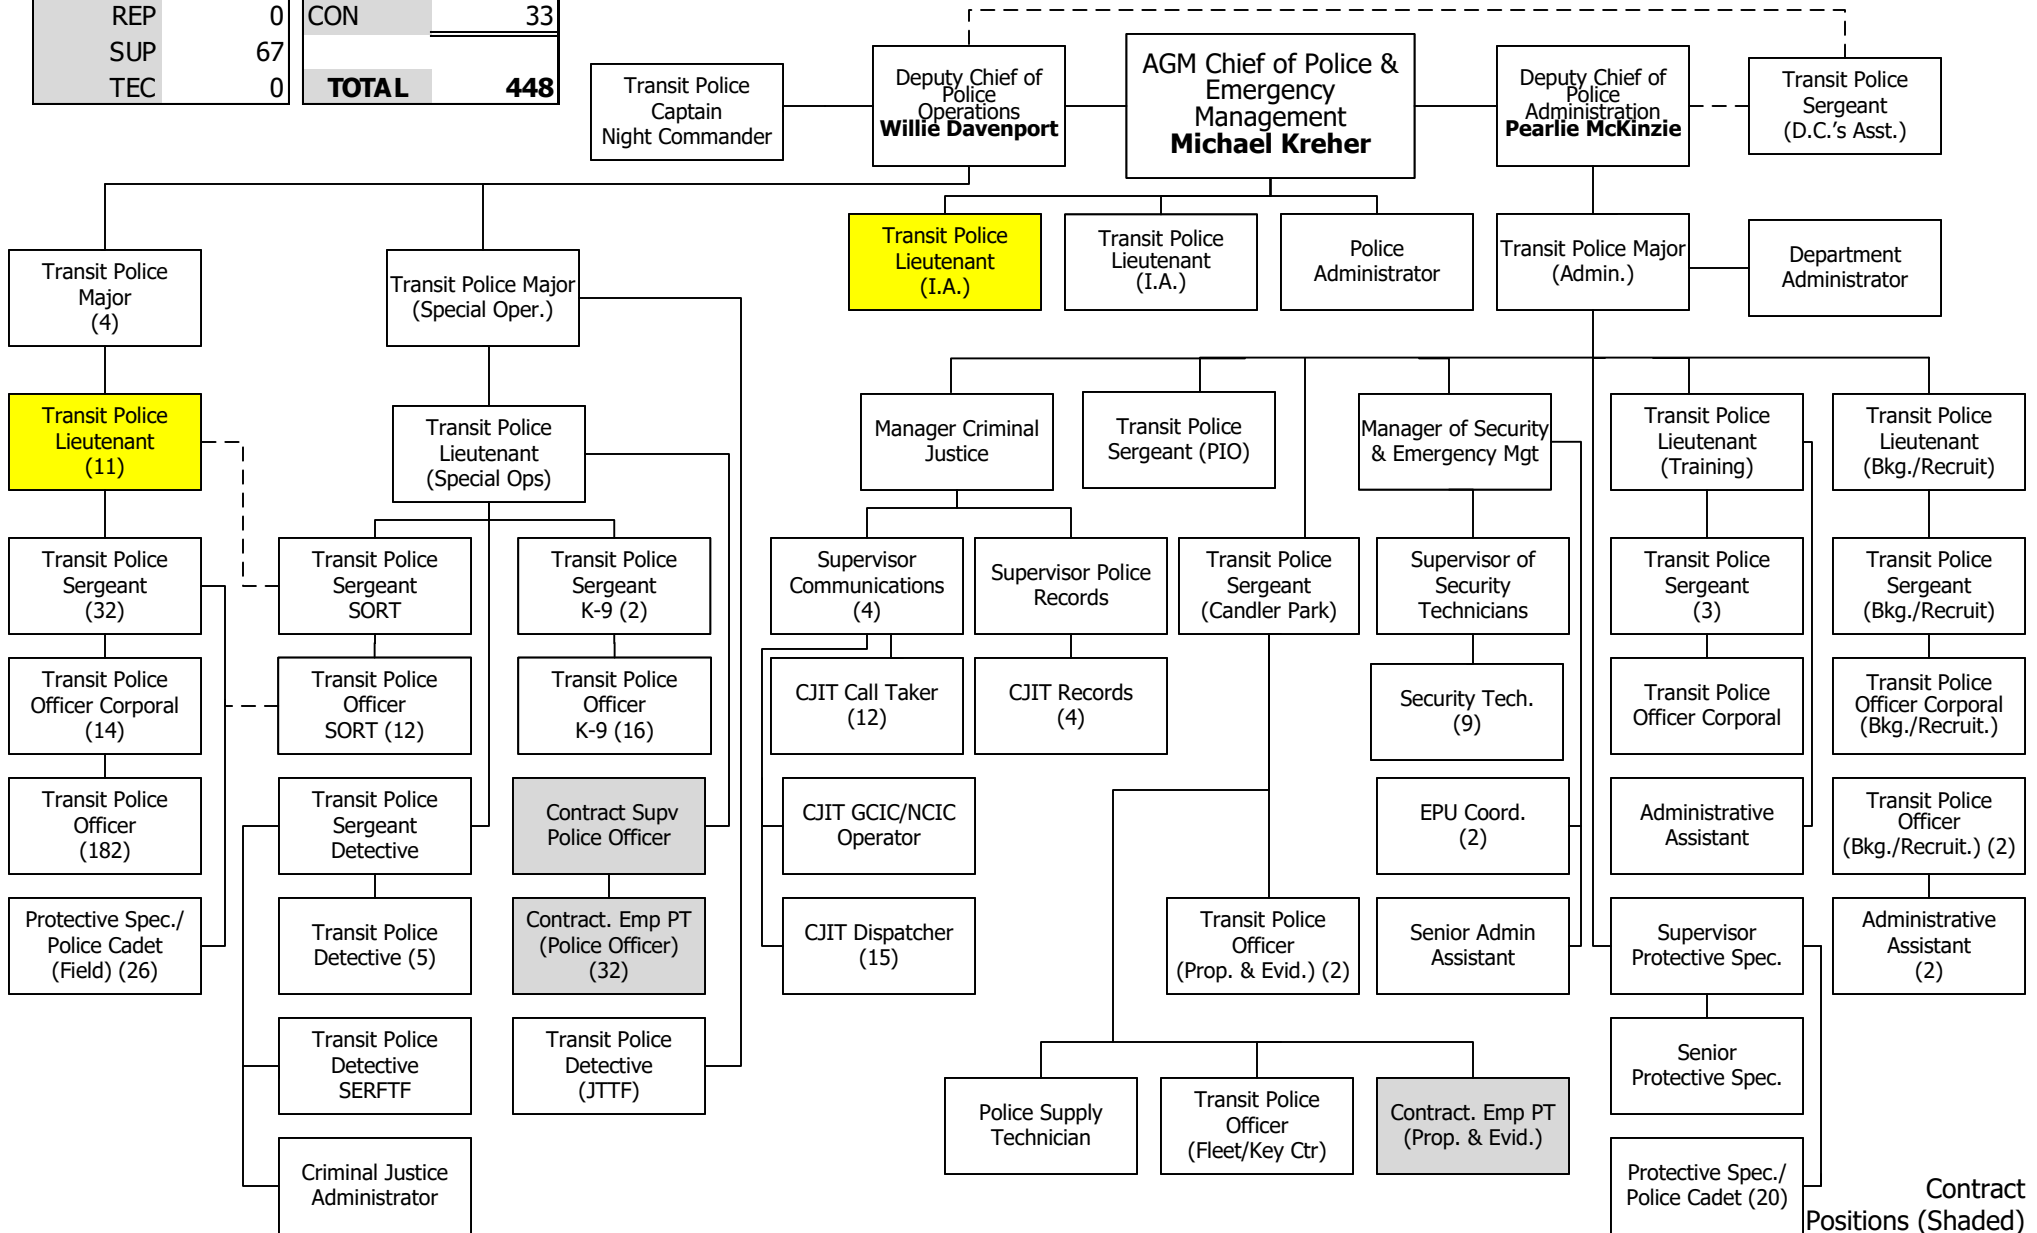 REP 0 CON 33
SUP 67
TEC 0 TOTAL 448
Transit Police
Captain
Night Commander
Deputy Chief of
Police
Operations
Willie Davenport
AGM Chief of Police &
Emergency
Management
Michael Kreher
Deputy Chief of
Police
Administration
Pearlie McKinzie
Transit Police
Sergeant
(D.C.'s Asst.)
Transit Police
Major
(4)
Transit Police Major
(Special Oper.)
Transit Police
Lieutenant
(I.A.)
Transit Police
Lieutenant
(I.A.)
Police
Administrator
Transit Police Major
(Admin.)
Department
Administrator
Transit Police
Lieutenant
(11)
Transit Police
Lieutenant
(Special Ops)
Manager Criminal
Justice
Transit Police
Sergeant (PIO)
Manager of Security
& Emergency Mgt
Transit Police
Lieutenant
(Training)
Transit Police
Lieutenant
(Bkg./Recruit)
Transit Police
Sergeant
(32)
Transit Police
Sergeant
SORT
Transit Police
Sergeant
K-9 (2)
Supervisor
Communications
(4)
Supervisor Police
Records
Transit Police
Sergeant
(Candler Park)
Supervisor of
Security
Technicians
Transit Police
Sergeant
(3)
Transit Police
Sergeant
(Bkg./Recruit)
Transit Police
Officer Corporal
(14)
Transit Police
Officer
SORT (12)
Transit Police
Officer
K-9 (16)
CJIT Call Taker
(12)
CJIT Records
(4)
Security Tech.
(9)
Transit Police
Officer Corporal
Transit Police
Officer Corporal
(Bkg./Recruit.)
Transit Police
Officer
(182)
Transit Police
Sergeant
Detective
Contract Supv
Police Officer
CJIT GCIC/NCIC
Operator
EPU Coord.
(2)
Administrative
Assistant
Transit Police
Officer
(Bkg./Recruit.) (2)
Protective Spec./
Police Cadet
(Field) (26)
Transit Police
Detective (5)
Contract. Emp PT
(Police Officer)
(32)
CJIT Dispatcher
(15)
Transit Police
Officer
(Prop. & Evid.) (2)
Senior Admin
Assistant
Supervisor
Protective Spec.
Administrative
Assistant
(2)
Transit Police
Detective
SERFTF
Transit Police
Detective
(JTTF)
Senior
Protective Spec.
Police Supply
Technician
Transit Police
Officer
(Fleet/Key Ctr)
Contract. Emp PT
(Prop. & Evid.)
Criminal Justice
Administrator
Protective Spec./
Police Cadet (20)
Contract
Positions (Shaded)